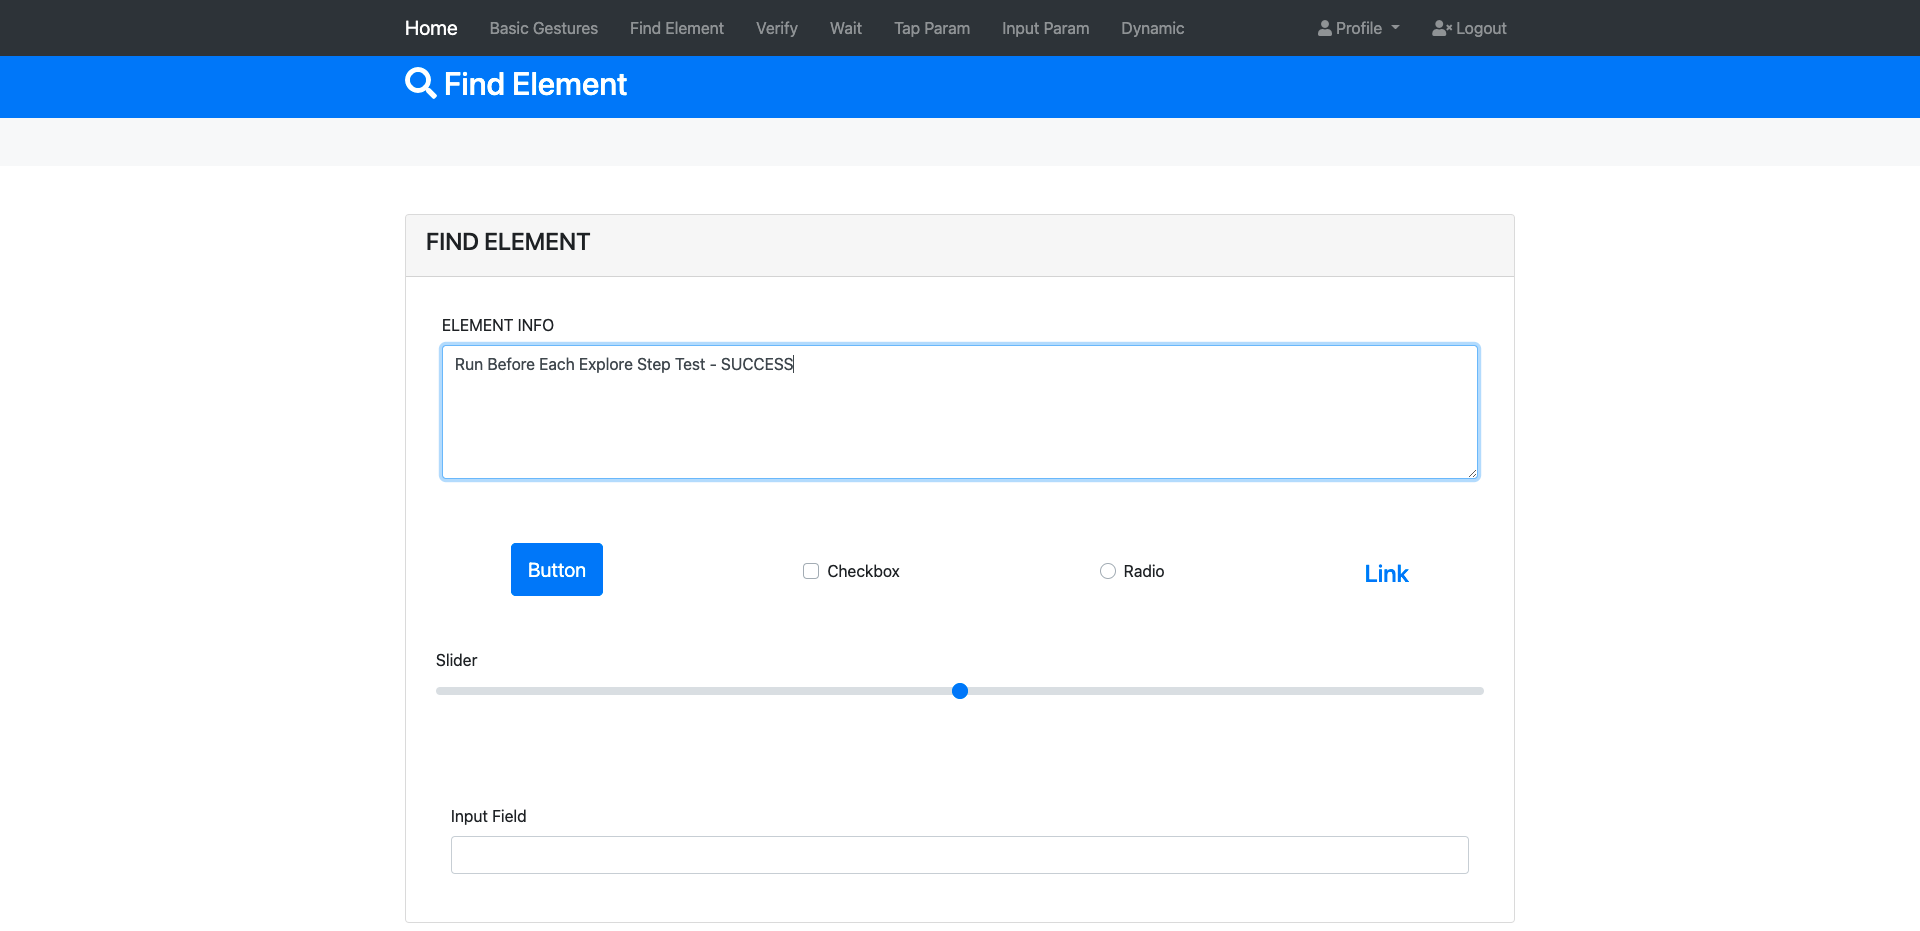 Home Basic Gestures Find Element Verify Wait Tap Param Input Param Dynamic Profile Logout
Find Element
FIND ELEMENT
ELEMENT INFO
Run Before Each Explore Step Test - SUCCESS
Button Checkbox Radio Link
Slider
Input Field